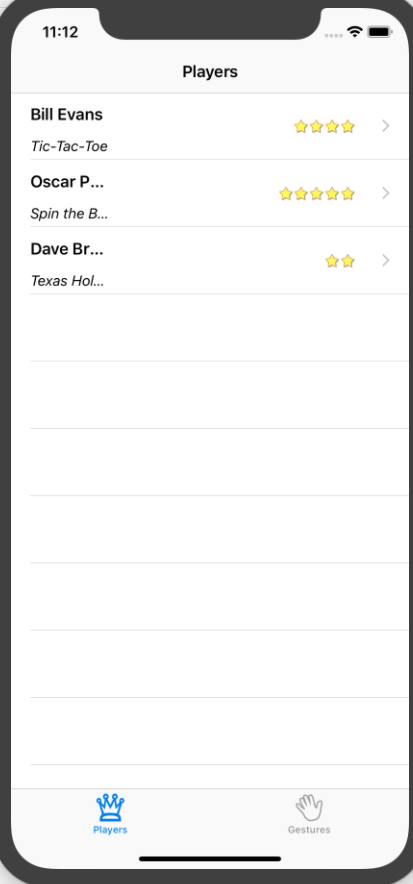 11:12
Players
Bill Evans
Tic-Tac-Toe
Oscar P...
Spin the B...
Dave Br...
Texas Hol...
Players
Gestures